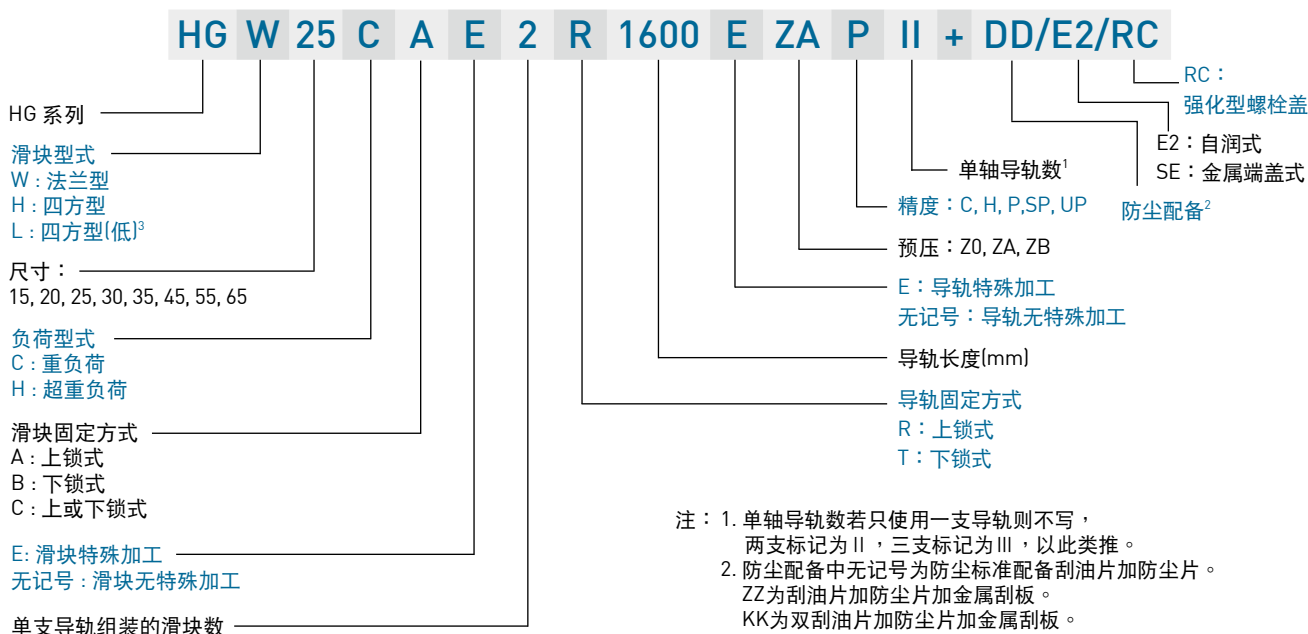 HG W 25 C A E 2 R 1600 E ZA P II + DD/E2/RC
HG 系列
滑块型式
W : 法兰型
H : 四方型
L : 四方型(低)³
尺寸：
15, 20, 25, 30, 35, 45, 55, 65
负荷型式
C : 重负荷
H : 超重负荷
滑块固定方式
A : 上锁式
B : 下锁式
C : 上或下锁式
E: 滑块特殊加工
无记号 : 滑块无特殊加工
单支导轨组装的滑块数
RC：
强化型螺栓盖
E2：自润式
SE：金属端盖式
防尘配备²
单轴导轨数¹
精度：C, H, P,SP, UP
预压：Z0, ZA, ZB
E：导轨特殊加工
无记号：导轨无特殊加工
导轨长度(mm)
导轨固定方式
R：上锁式
T：下锁式
注： 1. 单轴导轨数若只使用一支导轨则不写，
两支标记为Ⅱ，三支标记为Ⅲ，以此类推。
2. 防尘配备中无记号为防尘标准配备刮油片加防尘片。
ZZ为刮油片加防尘片加金属刮板。
KK为双刮油片加防尘片加金属刮板。